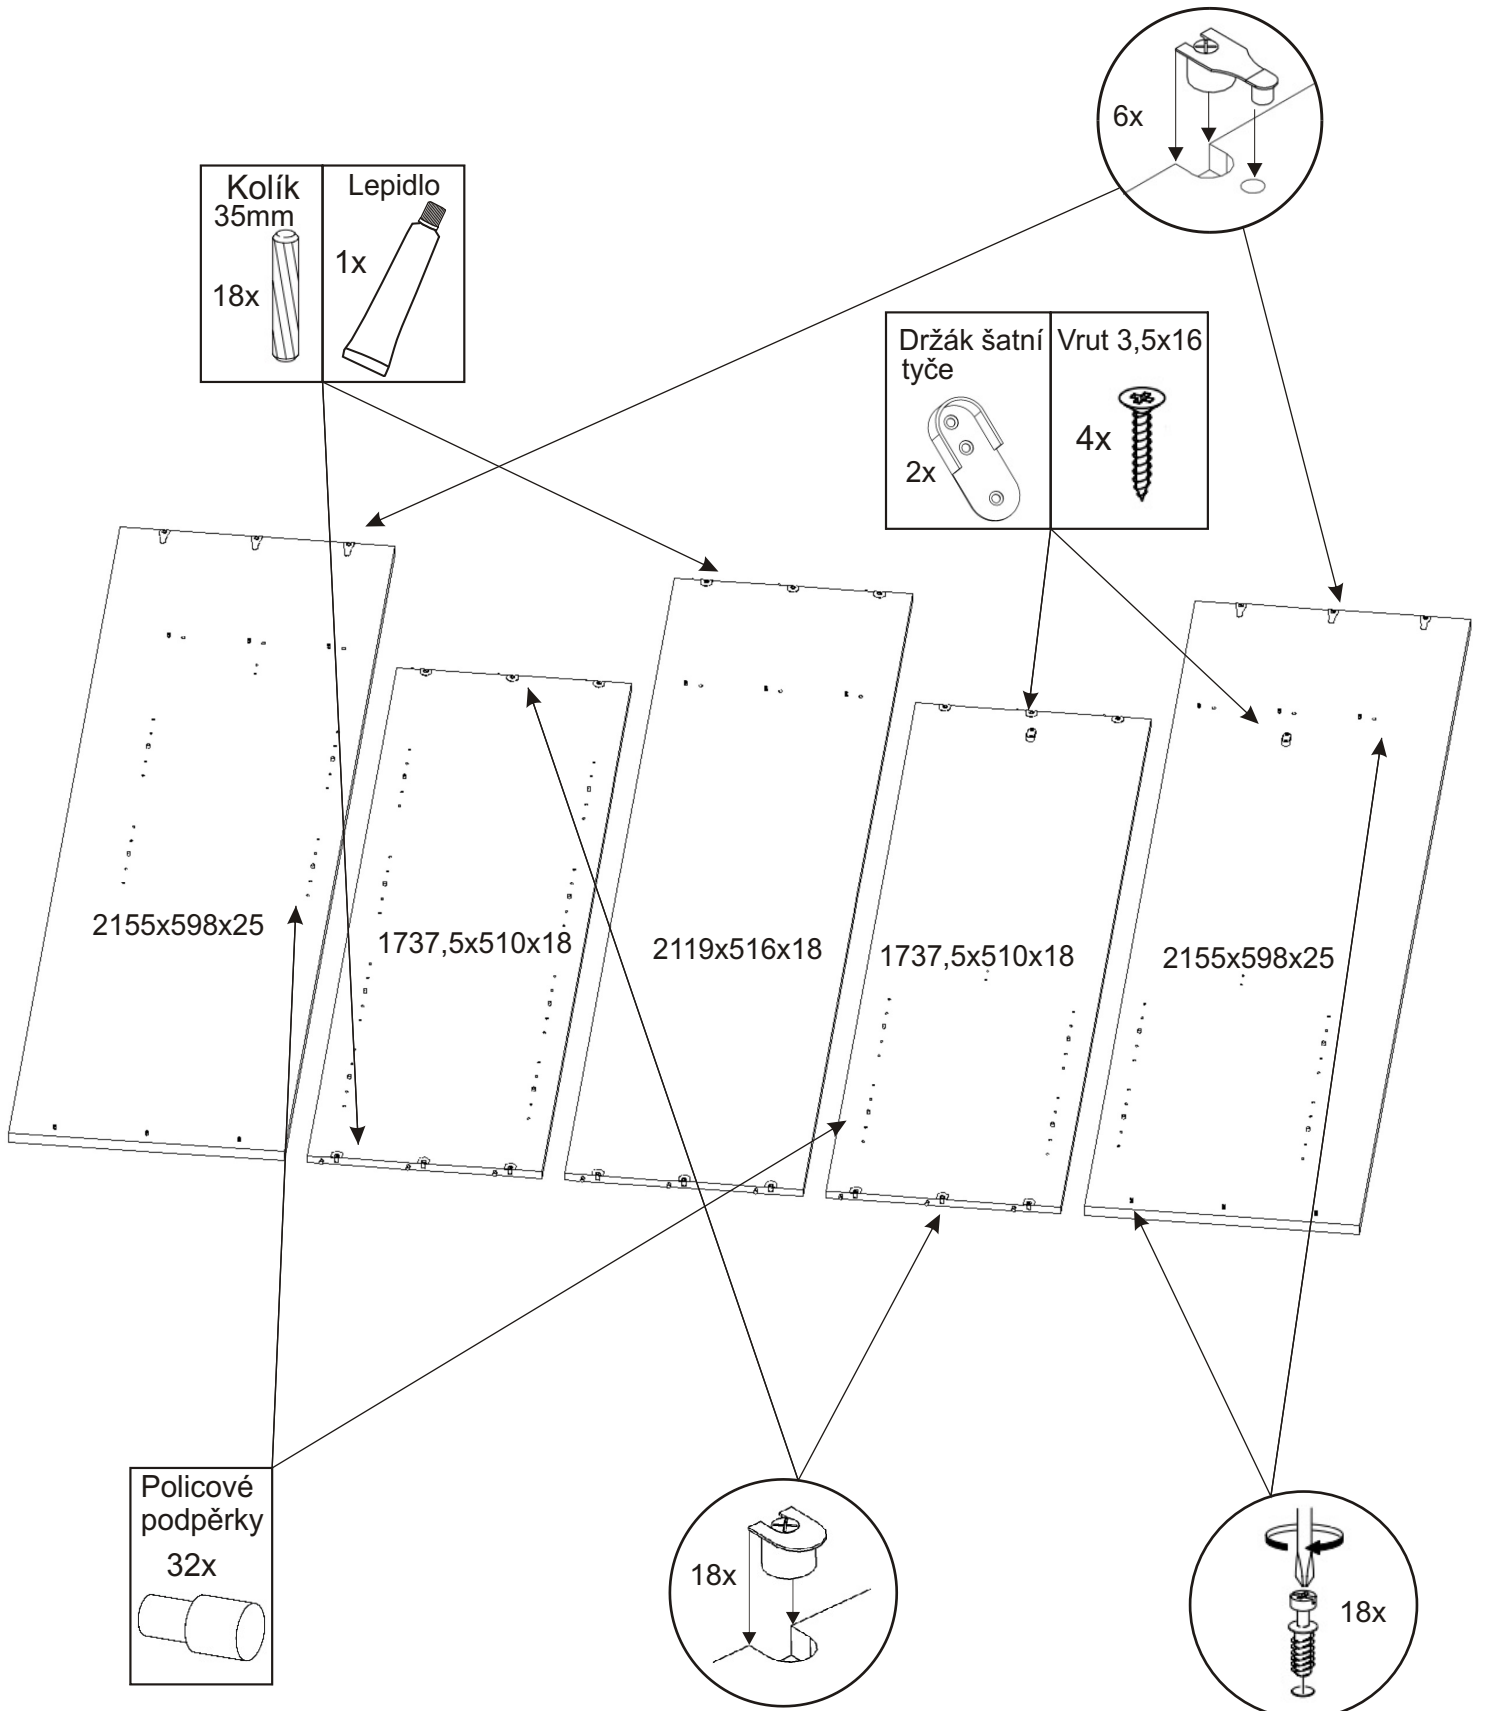 6x
Kolík
35mm
18x
Lepidlo
1x
Držák šatní
tyče
2x
Vrut 3,5x16
4x
2155x598x25
1737,5x510x18
2119x516x18
1737,5x510x18
2155x598x25
Policové
podpěrky
32x
18x
18x